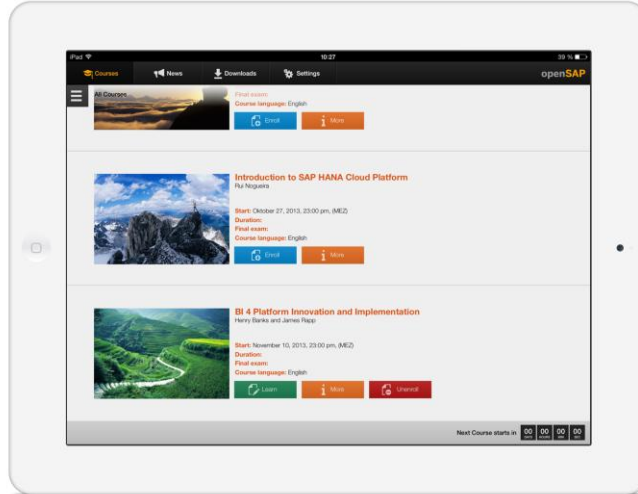 iPad 10:27 39 %
Courses News Downloads Settings openSAP
All Courses
Final exam:
Course language: English
Enroll More
Introduction to SAP HANA Cloud Platform
Rui Nogueira
Start: Oktober 27, 2013, 23:00 pm, (MEZ)
Duration:
Final exam:
Course language: English
Enroll More
BI 4 Platform Innovation and Implementation
Henry Banks and James Rapp
Start: November 10, 2013, 23:00 pm, (MEZ)
Duration:
Final exam:
Course language: English
Learn More Unenroll
Next Course starts in 00 00 00 00
DAYS HOURS MIN SEC